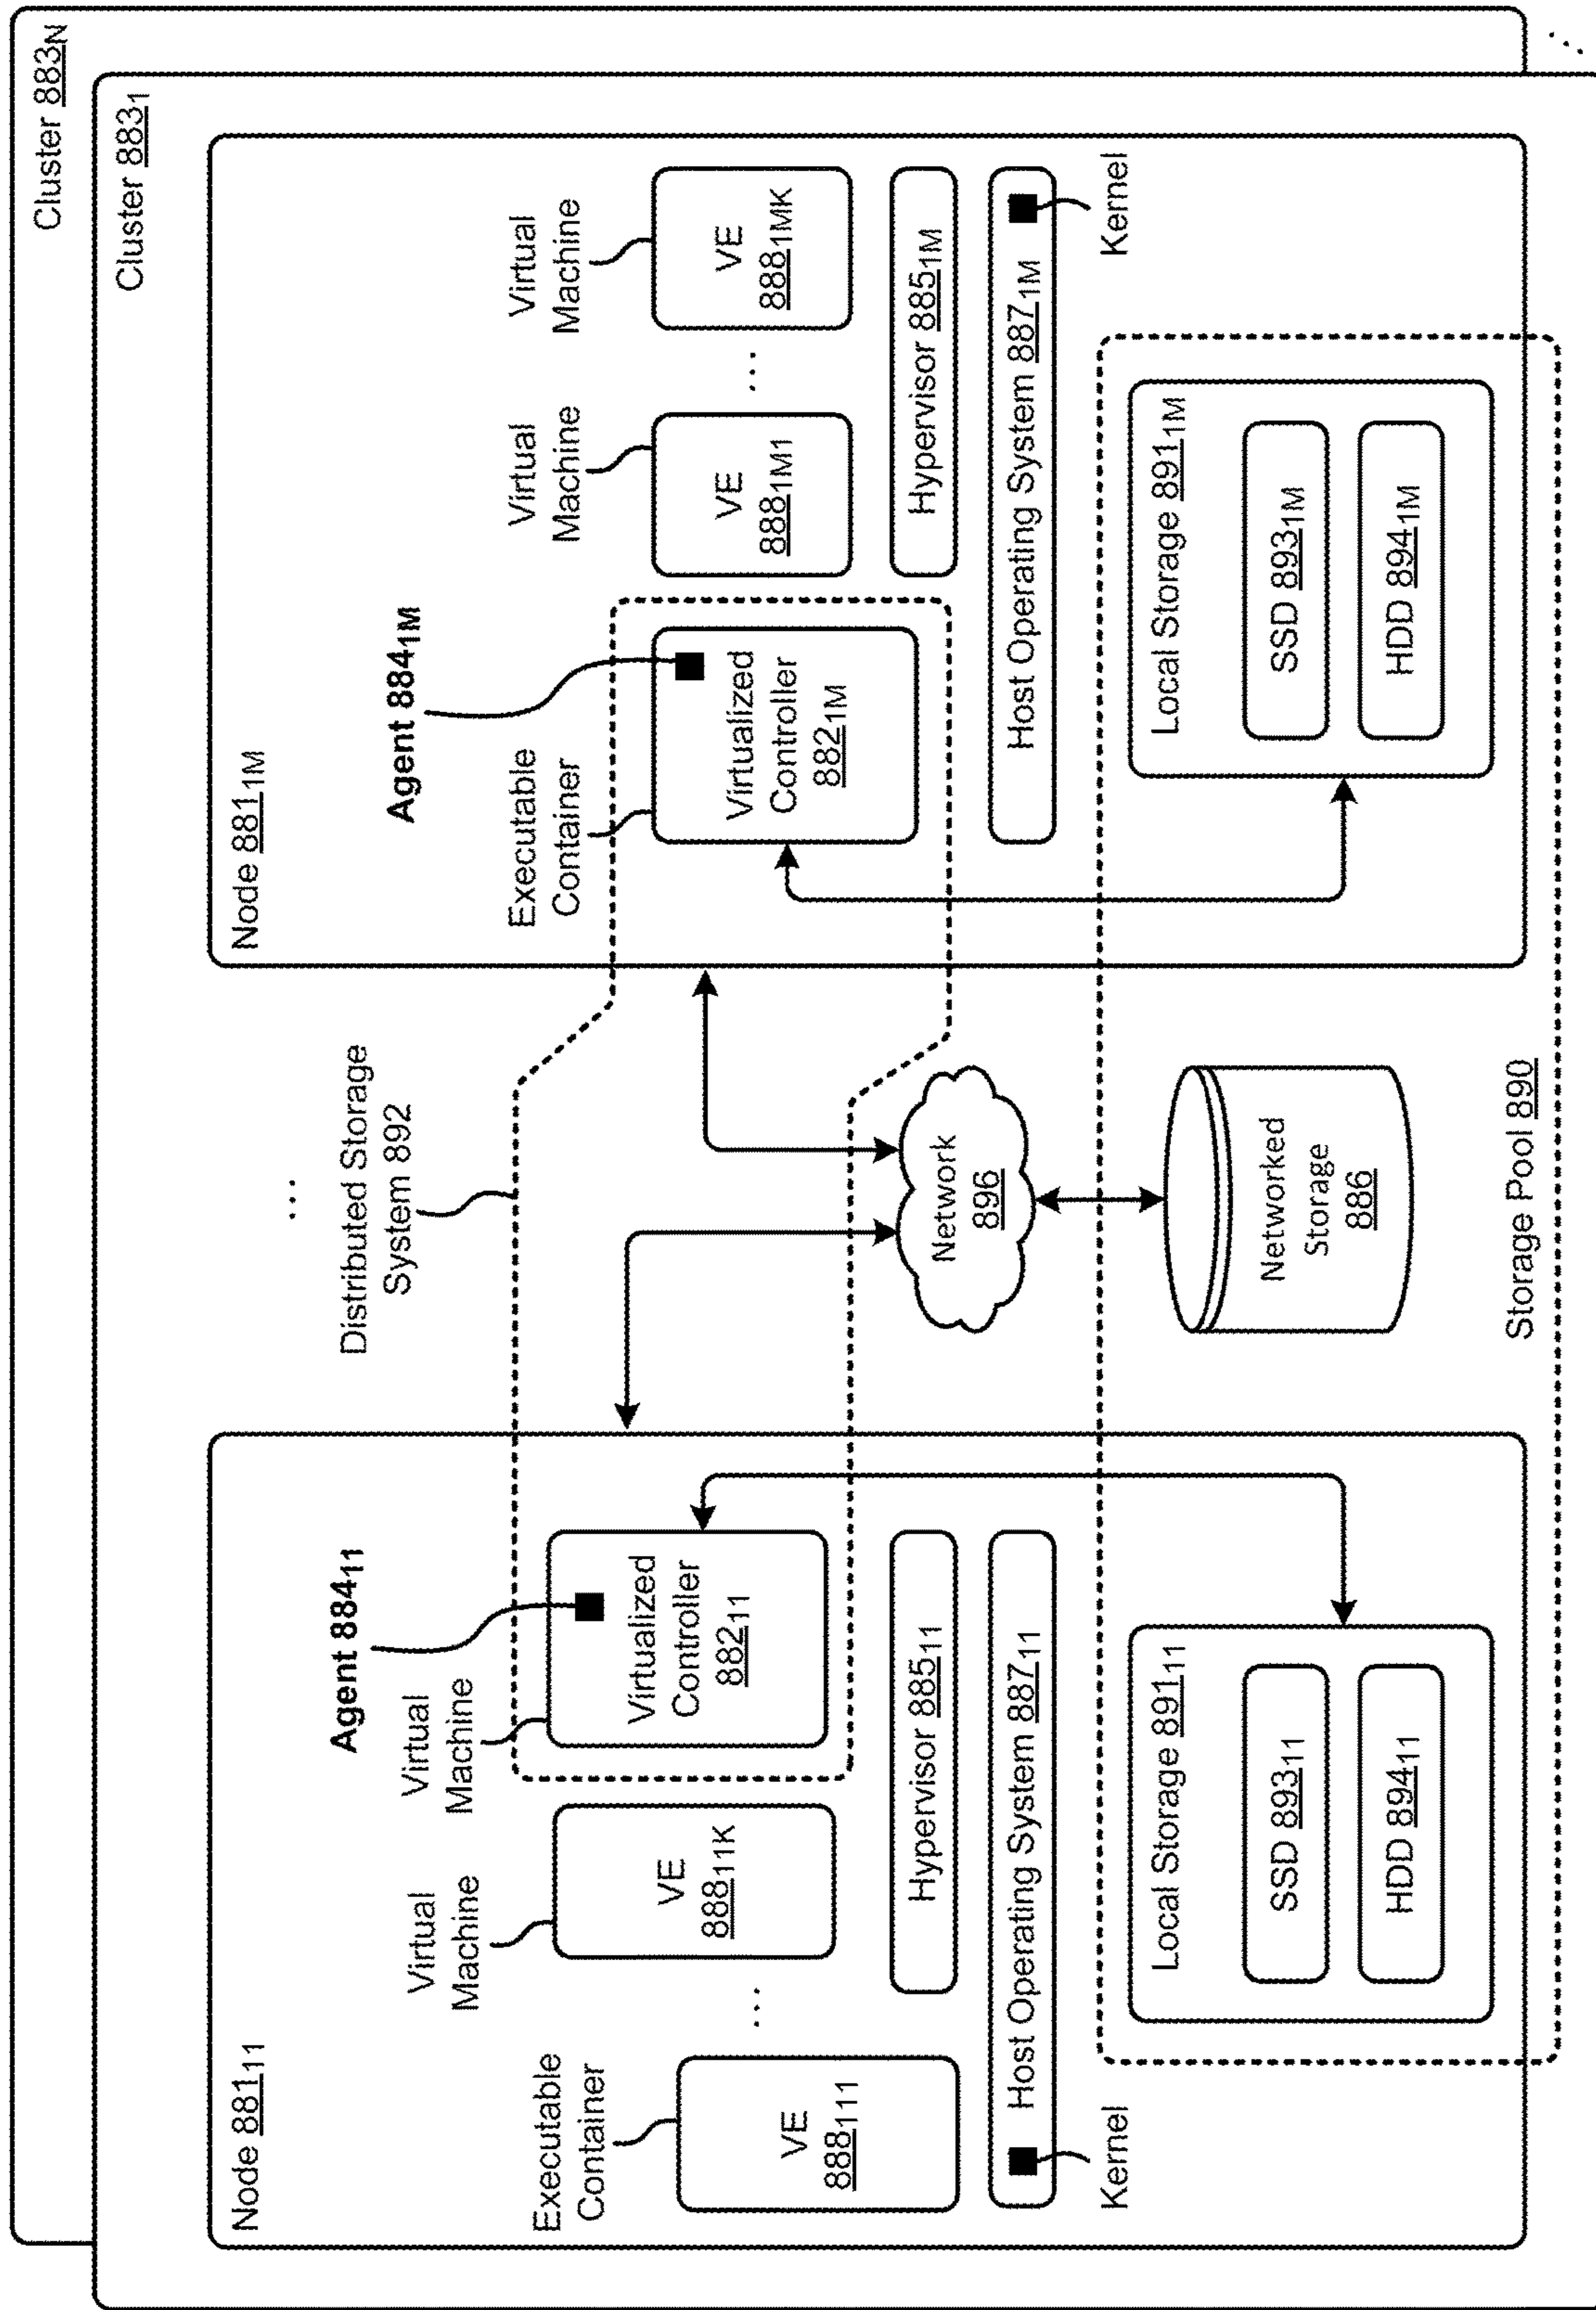 Cluster 883N
Cluster 8831
Node 88111
Agent 88411
Virtual
Machine
Virtual
Machine
Executable
Container
VE
888111
...
VE
88811K
Virtualized
Controller
88211
Hypervisor 88511
Host Operating System 88711
Kernel
Local Storage 89111
SSD 89311
HDD 89411
...
Distributed Storage
System 892
Network
896
Networked
Storage
886
Storage Pool 890
Node 8811M
Agent 8841M
Executable
Container
Virtual
Machine
Virtual
Machine
Virtualized
Controller
8821M
VE
8881M1
...
VE
8881MK
Hypervisor 8851M
Host Operating System 8871M
Kernel
Local Storage 8911M
SSD 8931M
HDD 8941M
...